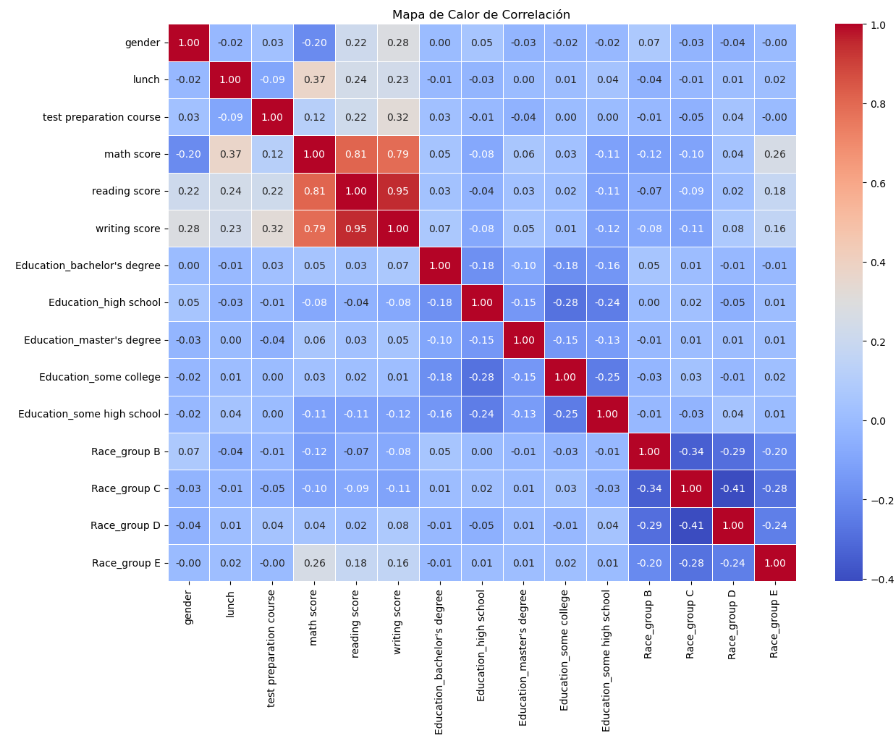 Mapa de Calor de Correlación
gender 1.00 -0.02 0.03 -0.20 0.22 0.28 0.00 0.05 -0.03 -0.02 -0.02 0.07 -0.03 -0.04 -0.00
lunch -0.02 1.00 -0.09 0.37 0.24 0.23 -0.01 -0.03 0.00 0.01 0.04 -0.04 -0.01 0.01 0.02
test preparation course 0.03 -0.09 1.00 0.12 0.22 0.32 0.03 -0.01 -0.04 0.00 0.00 -0.01 -0.05 0.04 -0.00
math score -0.20 0.37 0.12 1.00 0.81 0.79 0.05 -0.08 0.06 0.03 -0.11 -0.12 -0.10 0.04 0.26
reading score 0.22 0.24 0.22 0.81 1.00 0.95 0.03 -0.04 0.03 0.02 -0.11 -0.07 -0.09 0.02 0.18
writing score 0.28 0.23 0.32 0.79 0.95 1.00 0.07 -0.08 0.05 0.01 -0.12 -0.08 -0.11 0.08 0.16
Education_bachelor's degree 0.00 -0.01 0.03 0.05 0.03 0.07 1.00 -0.18 -0.10 -0.18 -0.16 0.05 0.01 -0.01 -0.01
Education_high school 0.05 -0.03 -0.01 -0.08 -0.04 -0.08 -0.18 1.00 -0.15 -0.28 -0.24 0.00 0.02 -0.05 0.01
Education_master's degree -0.03 0.00 -0.04 0.06 0.03 0.05 -0.10 -0.15 1.00 -0.15 -0.13 -0.01 0.01 0.01 0.01
Education_some college -0.02 0.01 0.00 0.03 0.02 0.01 -0.18 -0.28 -0.15 1.00 -0.25 -0.03 0.03 -0.01 0.02
Education_some high school -0.02 0.04 0.00 -0.11 -0.11 -0.12 -0.16 -0.24 -0.13 -0.25 1.00 -0.01 -0.03 0.04 0.01
Race_group B 0.07 -0.04 -0.01 -0.12 -0.07 -0.08 0.05 0.00 -0.01 -0.03 -0.01 1.00 -0.34 -0.29 -0.20
Race_group C -0.03 -0.01 -0.05 -0.10 -0.09 -0.11 0.01 0.02 0.01 0.03 -0.03 -0.34 1.00 -0.41 -0.28
Race_group D -0.04 0.01 0.04 0.04 0.02 0.08 -0.01 -0.05 0.01 -0.01 0.04 -0.29 -0.41 1.00 -0.24
Race_group E -0.00 0.02 -0.00 0.26 0.18 0.16 -0.01 0.01 0.01 0.02 0.01 -0.20 -0.28 -0.24 1.00
gender
lunch
test preparation course
math score
reading score
writing score
Education_bachelor's degree
Education_high school
Education_master's degree
Education_some college
Education_some high school
Race_group B
Race_group C
Race_group D
Race_group E
1.0
0.8
0.6
0.4
0.2
0.0
−0.2
−0.4